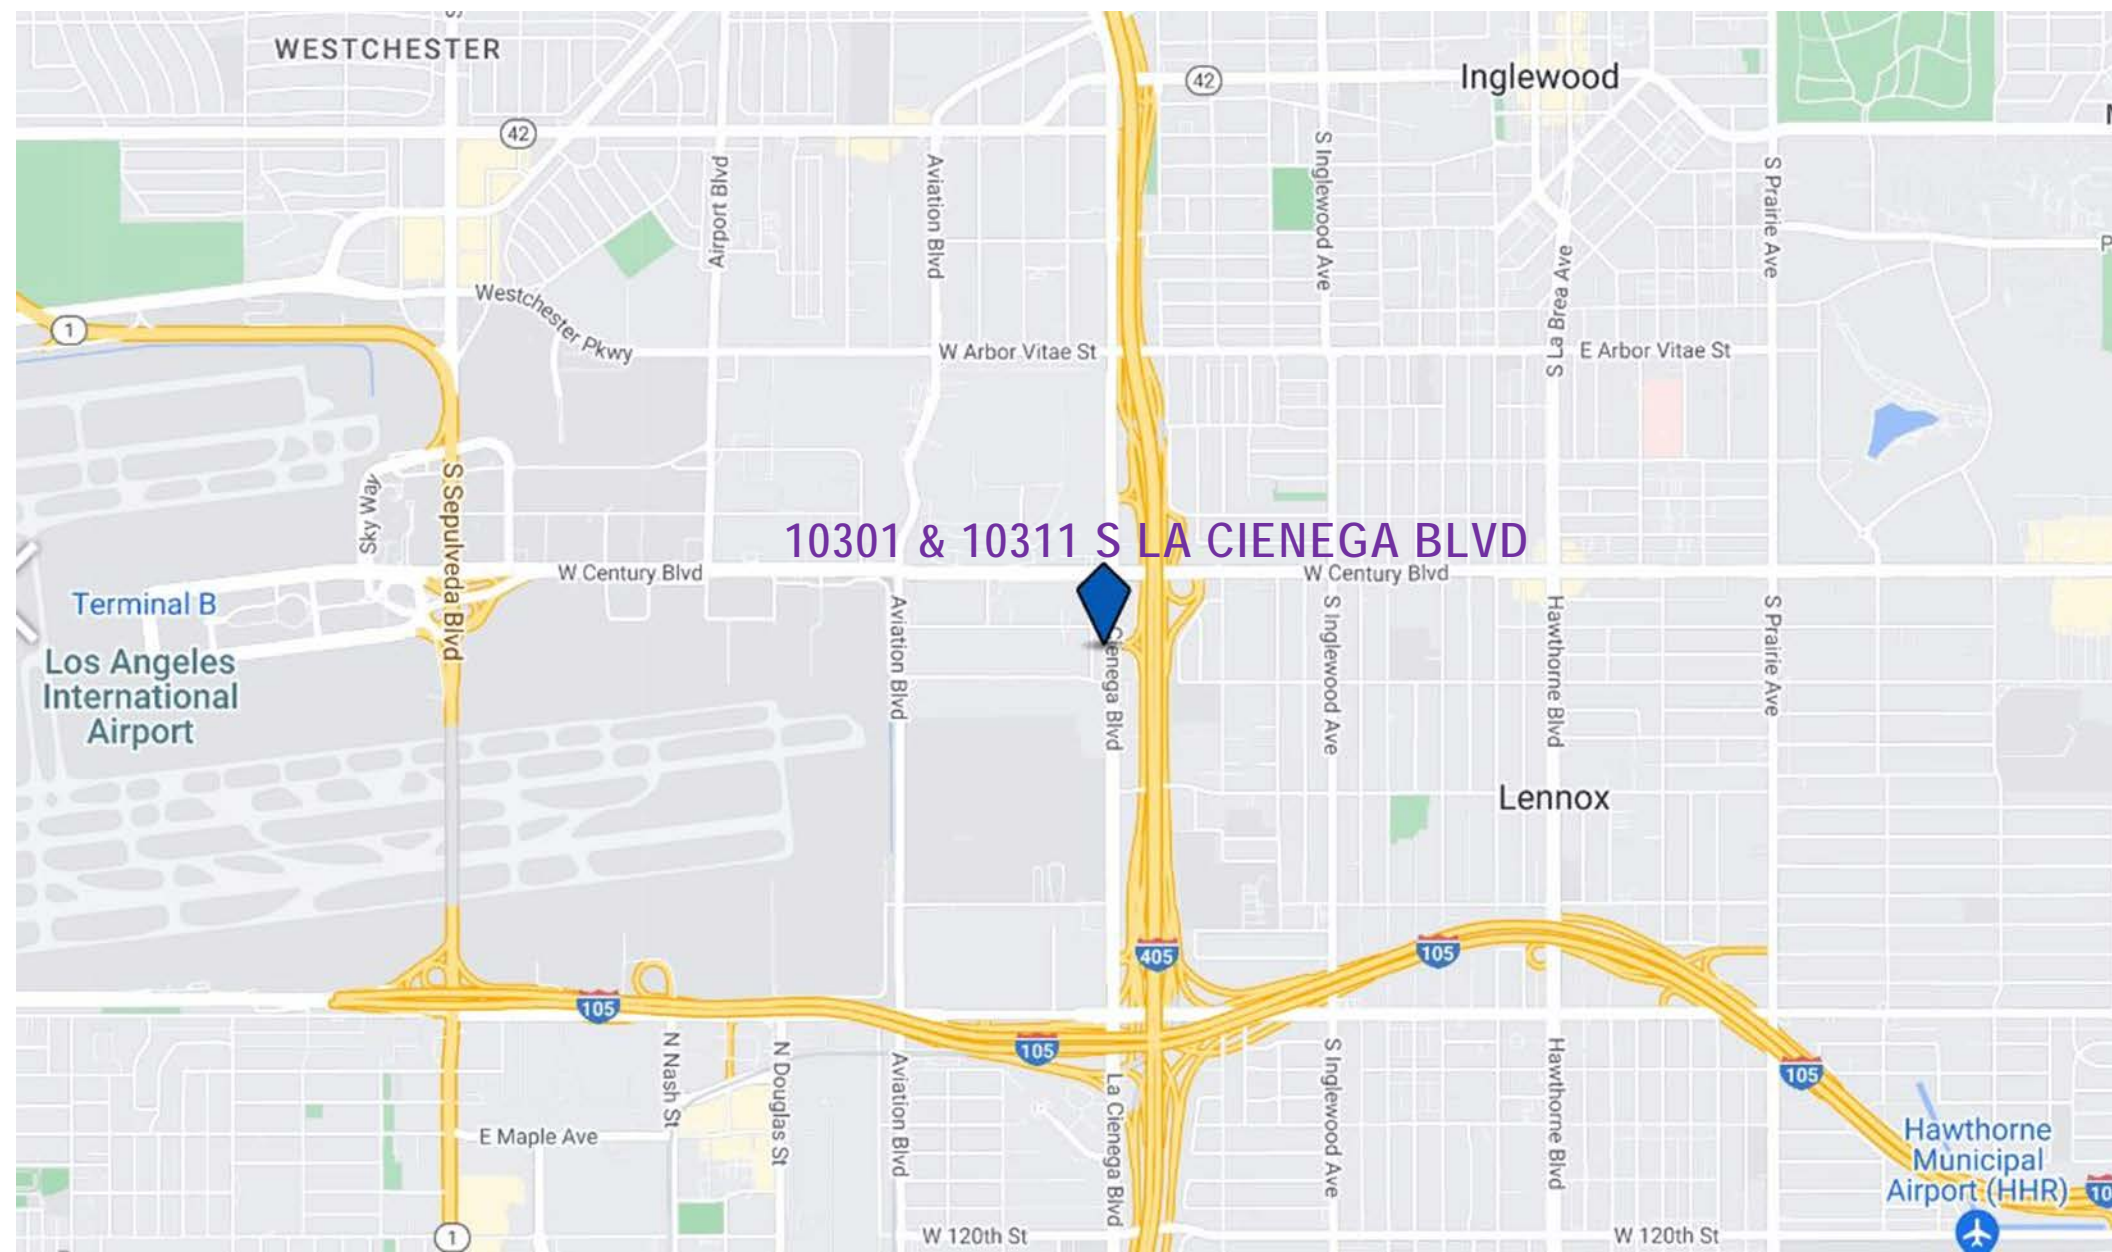 WESTCHESTER
42
Inglewood
42
Airport Blvd
Aviation Blvd
S Inglewood Ave
S Prairie Ave
Westchester Pkwy
1
W Arbor Vitae St
S La Brea Ave
E Arbor Vitae St
Sky Way
S Sepulveda Blvd
10301 & 10311 S LA CIENEGA BLVD
W Century Blvd
W Century Blvd
Terminal B
Los Angeles
International
Airport
Aviation Blvd
Cienega Blvd
S Inglewood Ave
Hawthorne Blvd
S Prairie Ave
Lennox
405
105
105
105
105
N Nash St
N Douglas St
Aviation Blvd
La Cienega Blvd
S Inglewood Ave
Hawthorne Blvd
E Maple Ave
Hawthorne
Municipal
Airport (HHR)
10
1
W 120th St
W 120th St